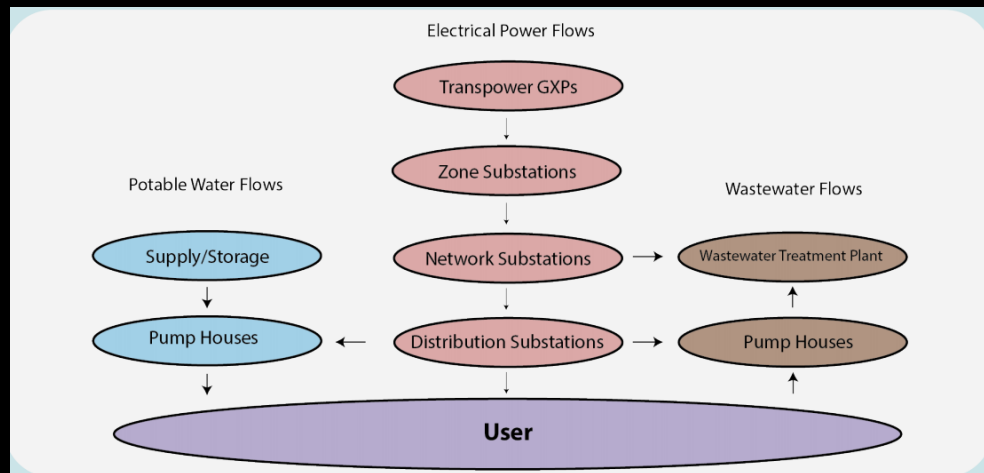 Electrical Power Flows
Transpower GXPs
Zone Substations
Potable Water Flows
Wastewater Flows
Supply/Storage
Network Substations
Wastewater Treatment Plant
Pump Houses
Distribution Substations
Pump Houses
User